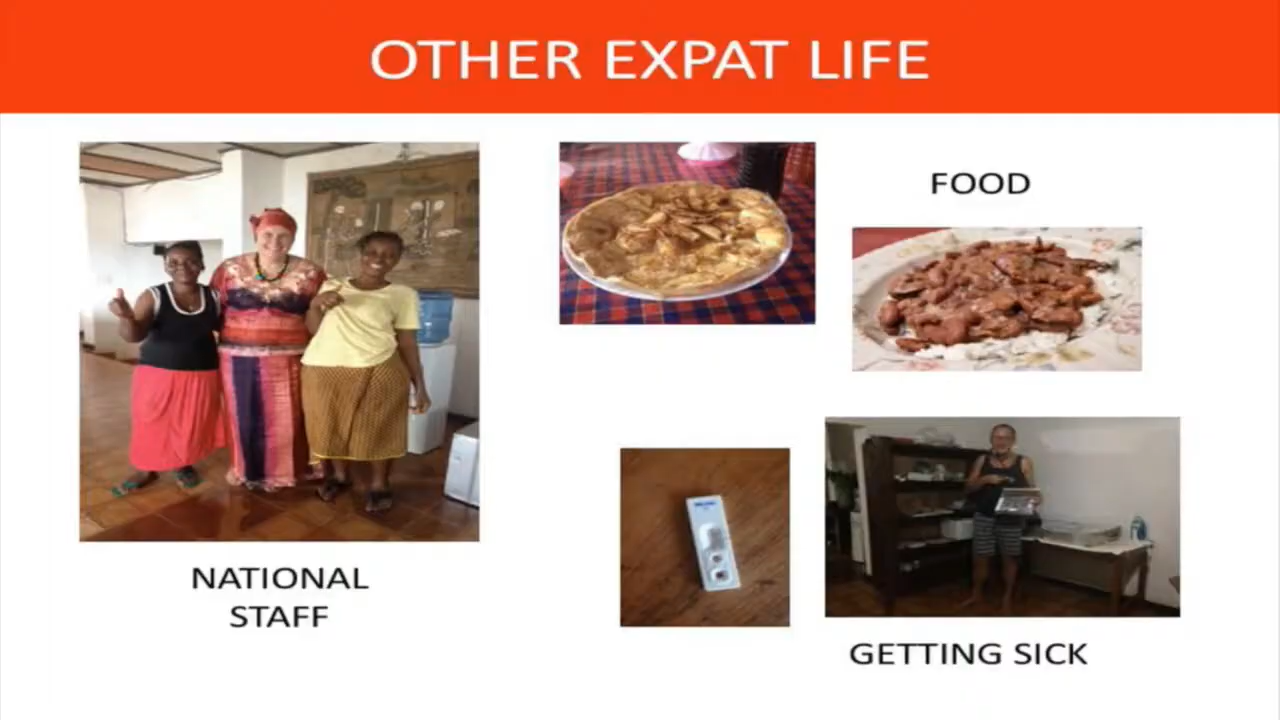 OTHER EXPAT LIFE
FOOD
NATIONAL
STAFF
GETTING SICK